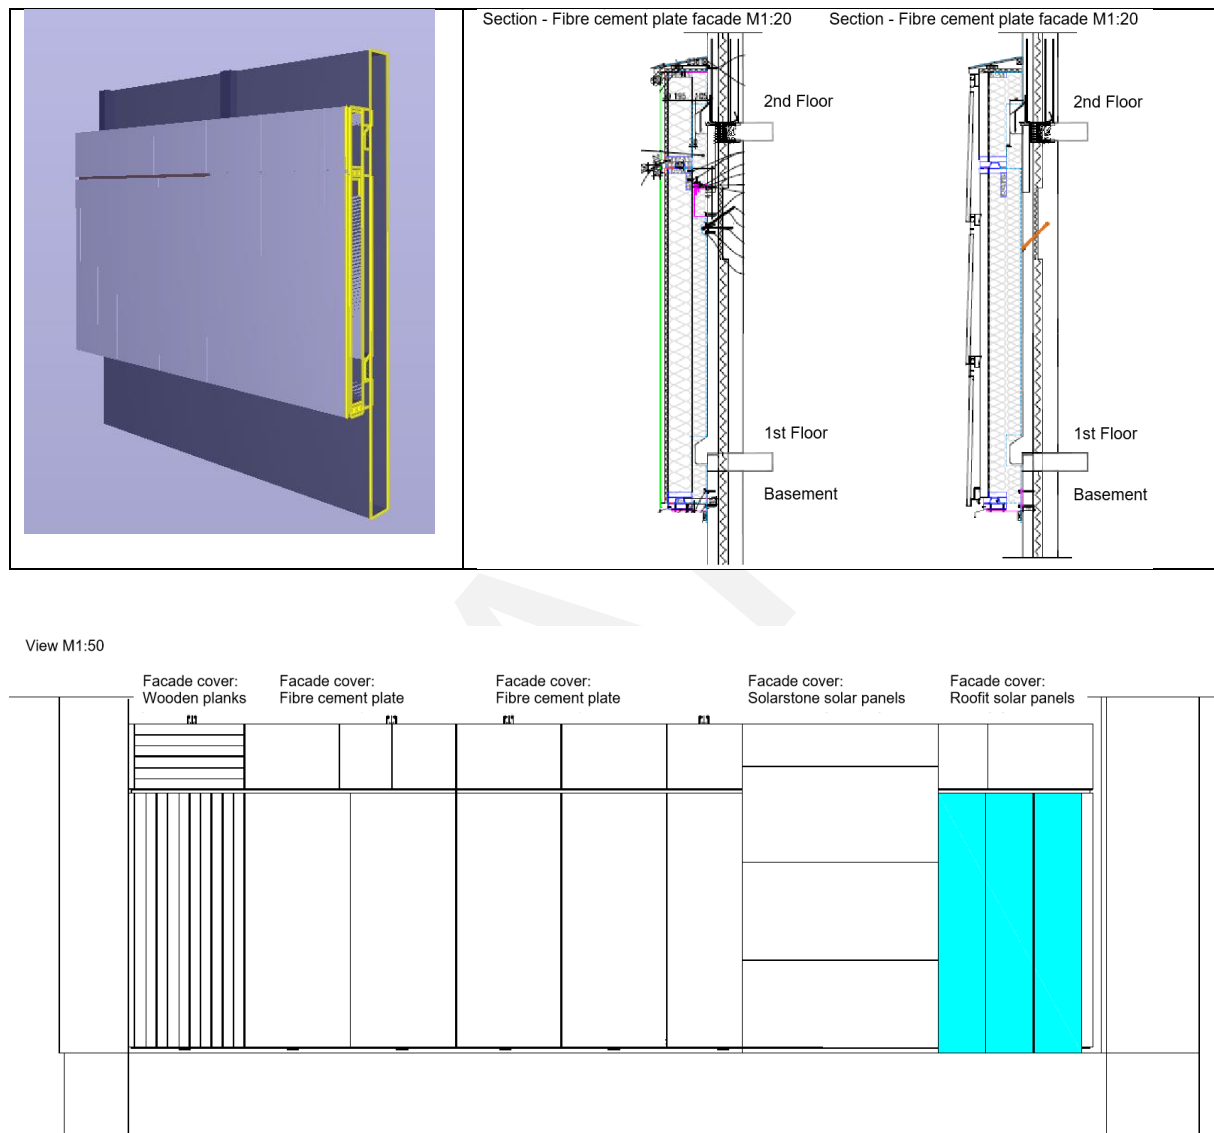 Section - Fibre cement plate facade M1:20
Section - Fibre cement plate facade M1:20
2nd Floor
1st Floor
Basement
2nd Floor
1st Floor
Basement
View M1:50
Facade cover:
Wooden planks
Facade cover:
Fibre cement plate
Facade cover:
Fibre cement plate
Facade cover:
Solarstone solar panels
Facade cover:
Roofit solar panels